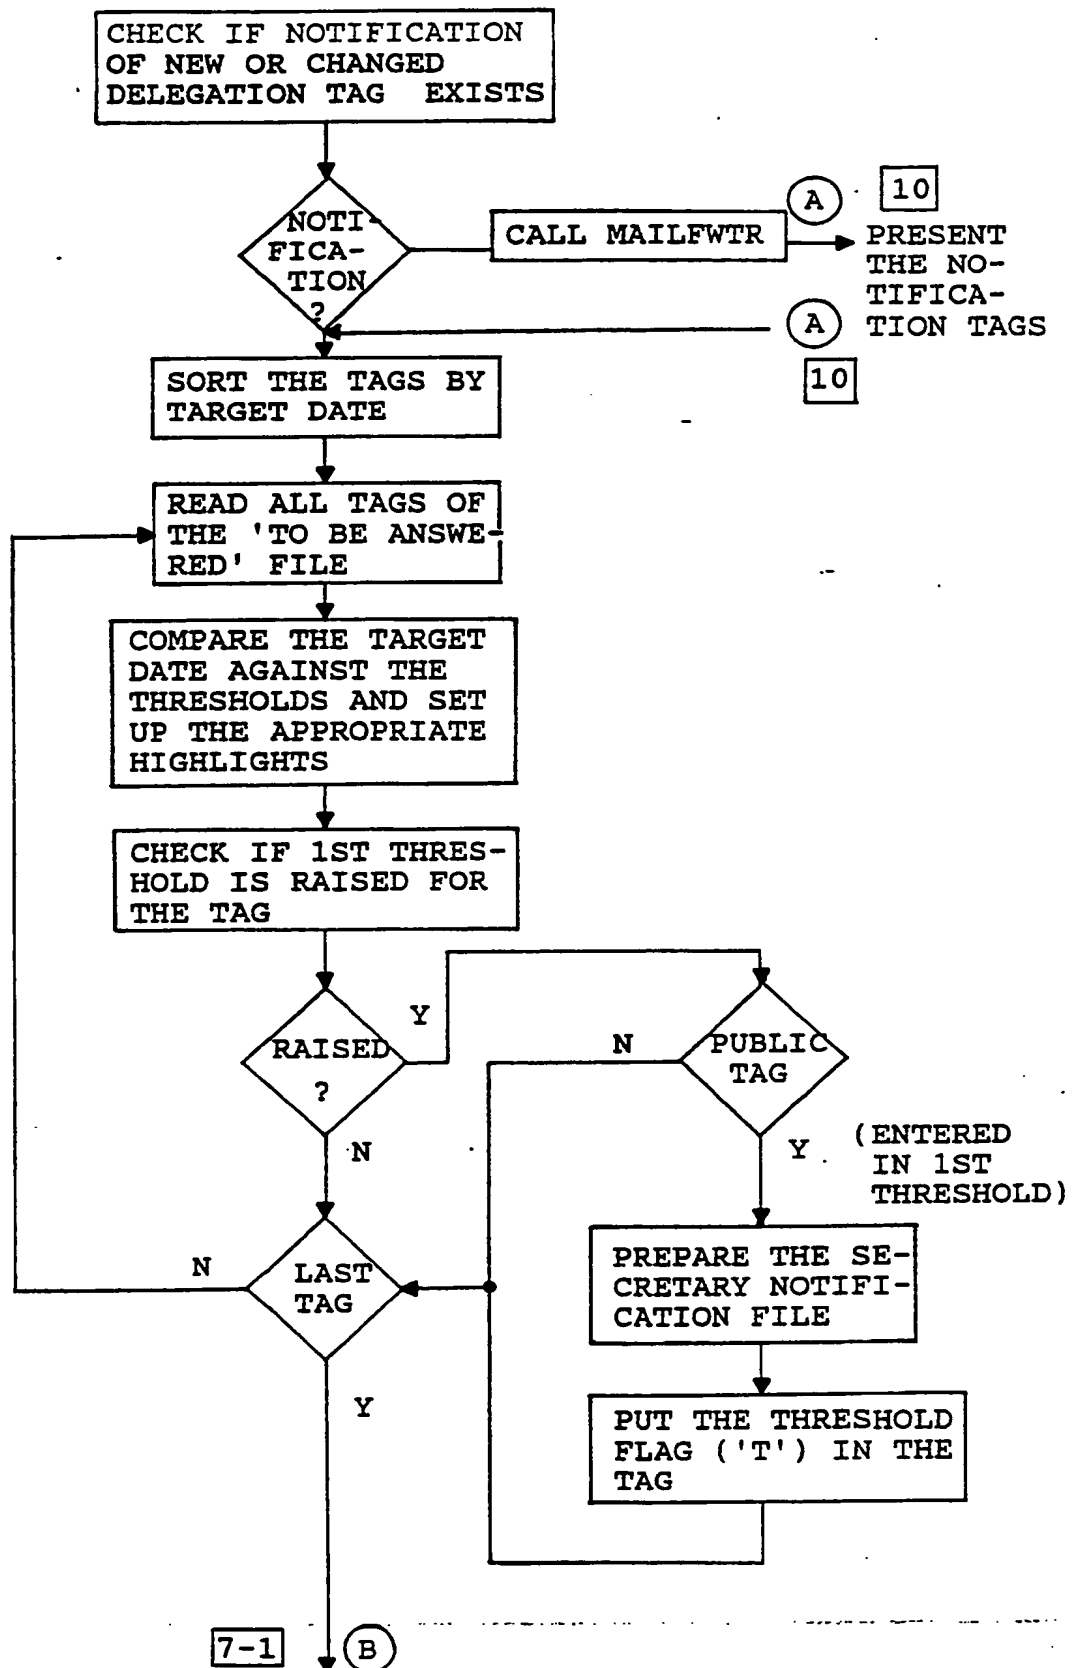 CHECK IF NOTIFICATION
OF NEW OR CHANGED
DELEGATION TAG EXISTS
NOTI-
FICA-
TION
?
CALL MAILFWTR
A
10
PRESENT
THE NO-
TIFICA-
TION TAGS
A
10
SORT THE TAGS BY
TARGET DATE
READ ALL TAGS OF
THE 'TO BE ANSWE-
RED' FILE
COMPARE THE TARGET
DATE AGAINST THE
THRESHOLDS AND SET
UP THE APPROPRIATE
HIGHLIGHTS
CHECK IF 1ST THRES-
HOLD IS RAISED FOR
THE TAG
RAISED
?
Y
N
PUBLIC
TAG
N
Y
(ENTERED
IN 1ST
THRESHOLD)
LAST
TAG
N
Y
PREPARE THE SE-
CRETARY NOTIFI-
CATION FILE
PUT THE THRESHOLD
FLAG ('T') IN THE
TAG
7-1
B